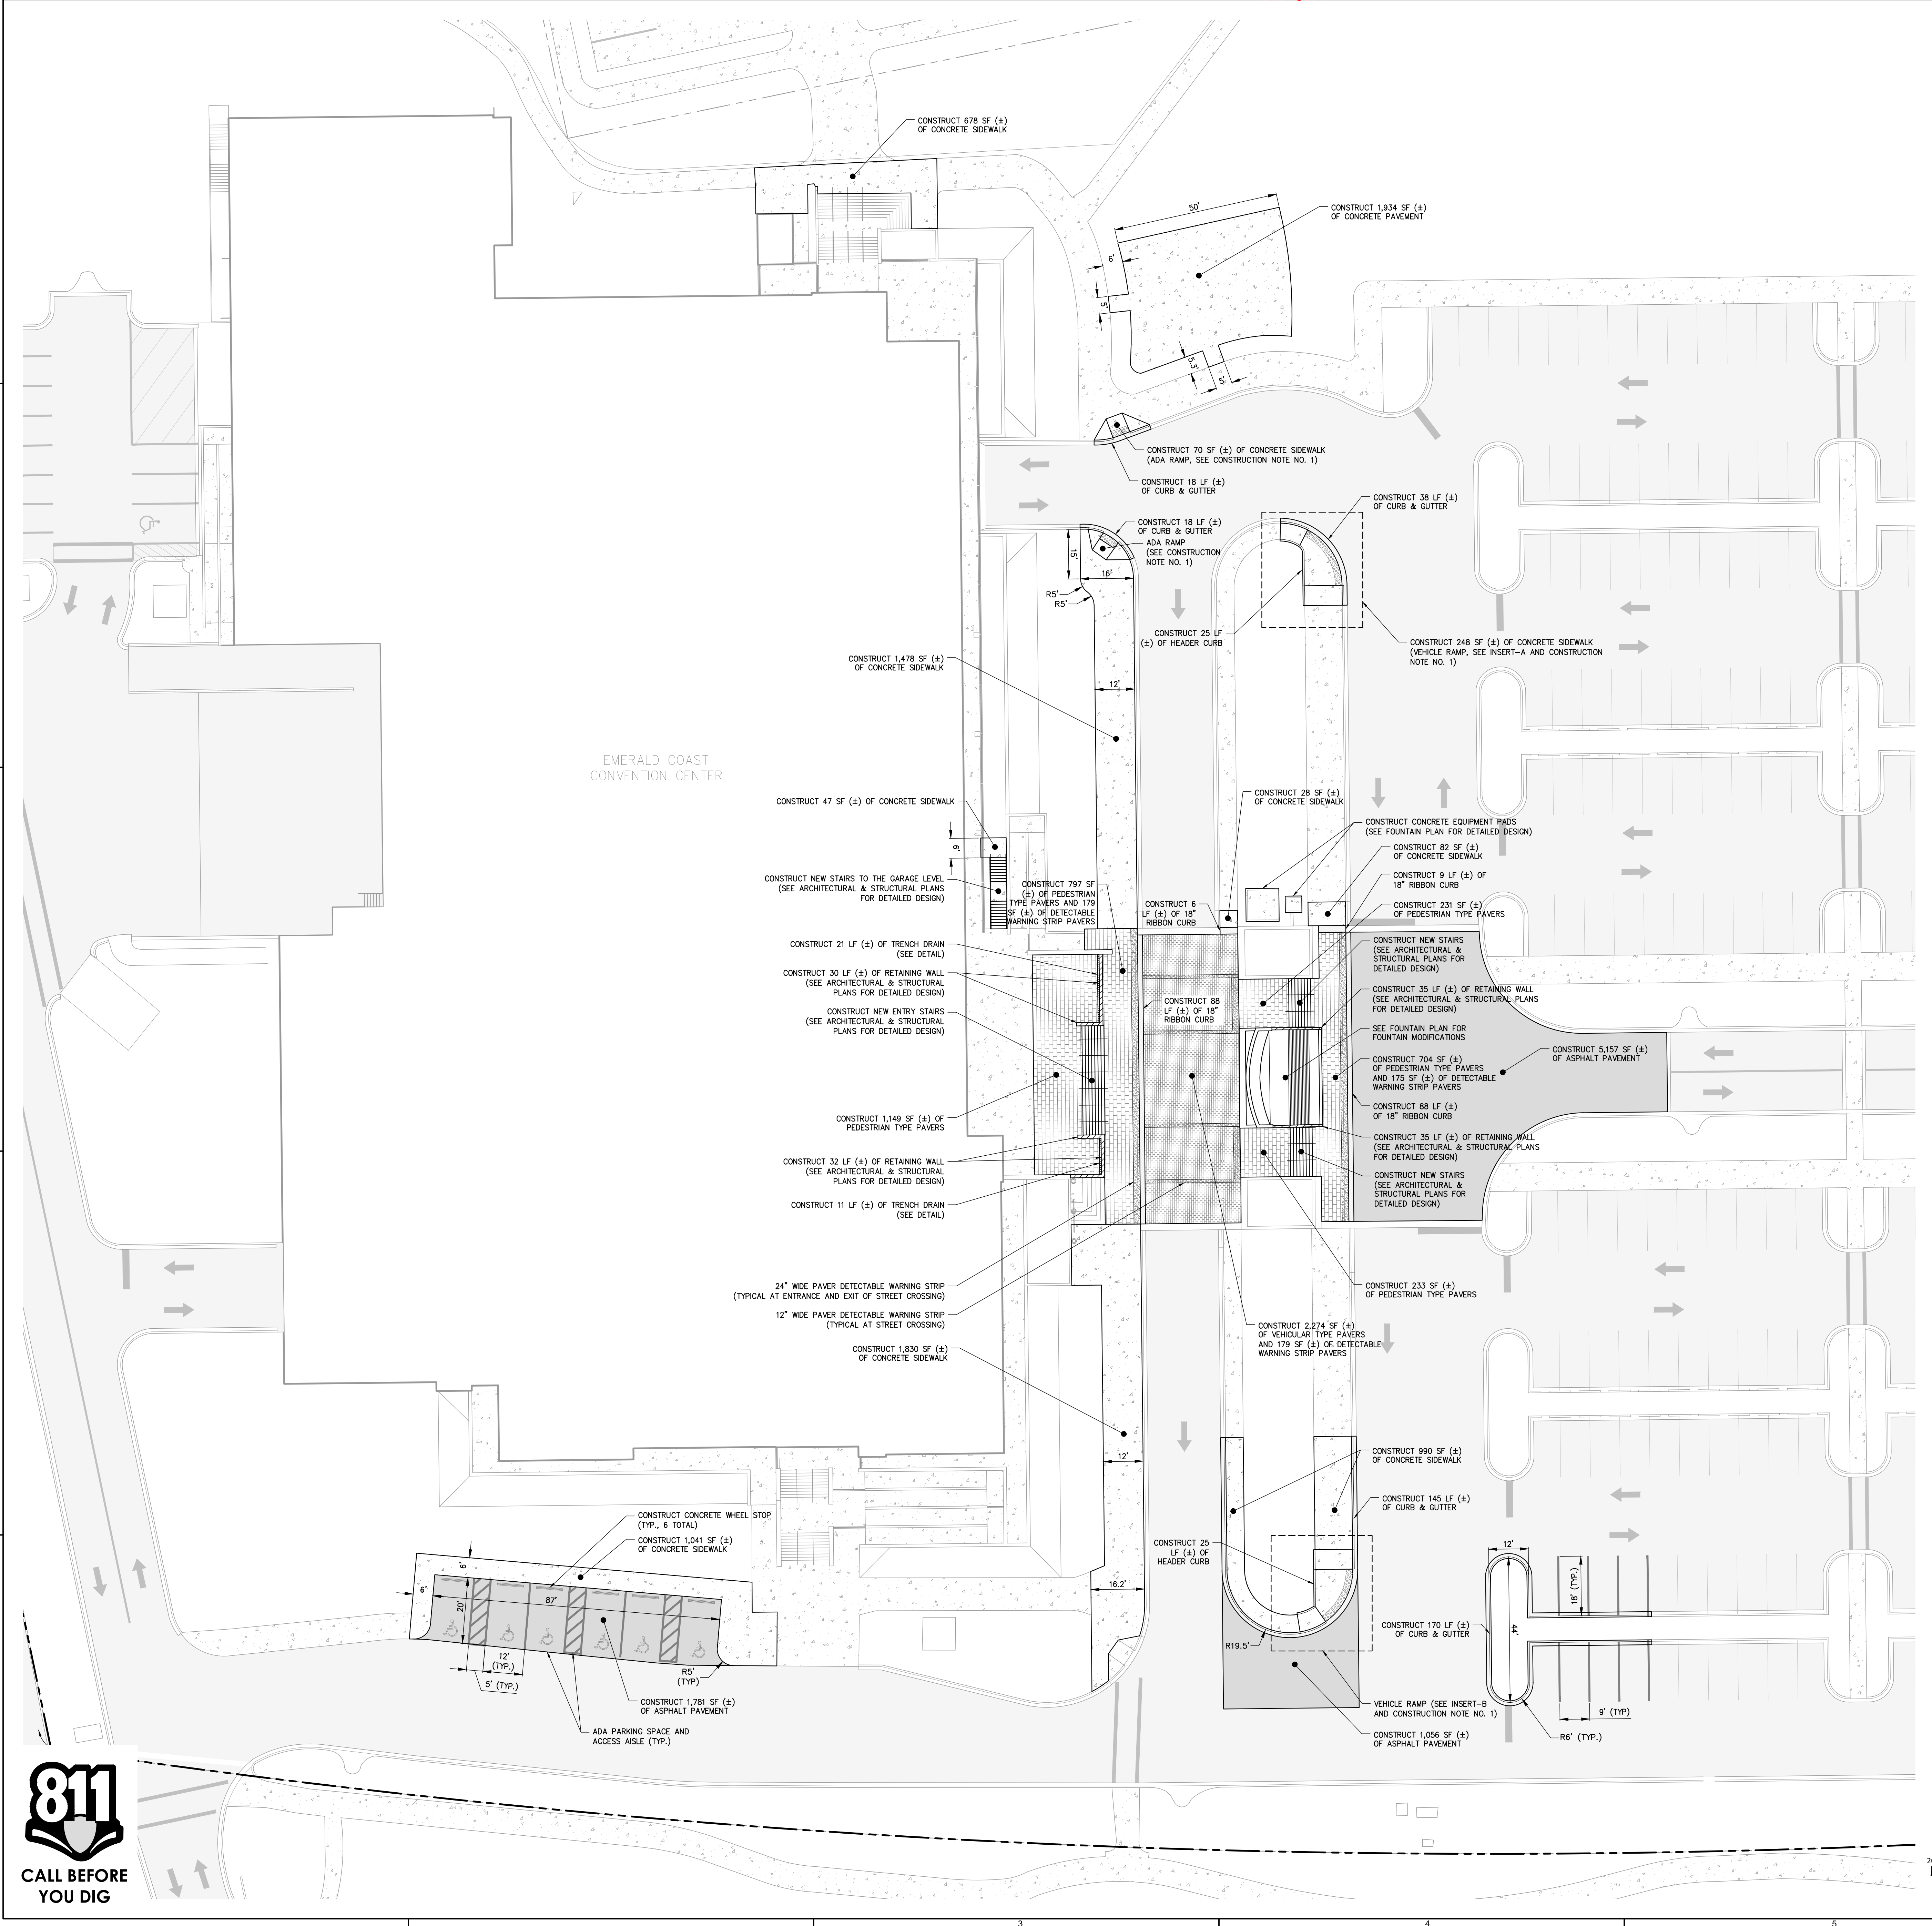 CONSTRUCT 678 SF (±)
OF CONCRETE SIDEWALK
50'
CONSTRUCT 1,934 SF (±)
OF CONCRETE PAVEMENT
6'
5'
5.3'
5'
CONSTRUCT 70 SF (±) OF CONCRETE SIDEWALK
(ADA RAMP, SEE CONSTRUCTION NOTE NO. 1)
CONSTRUCT 18 LF (±)
OF CURB & GUTTER
CONSTRUCT 38 LF (±)
OF CURB & GUTTER
CONSTRUCT 18 LF (±)
OF CURB & GUTTER
ADA RAMP
(SEE CONSTRUCTION
NOTE NO. 1)
15'
16'
R5'
R5'
CONSTRUCT 25 LF
(±) OF HEADER CURB
CONSTRUCT 248 SF (±) OF CONCRETE SIDEWALK
(VEHICLE RAMP, SEE INSERT-A AND CONSTRUCTION
NOTE NO. 1)
CONSTRUCT 1,478 SF (±)
OF CONCRETE SIDEWALK
12'
EMERALD COAST
CONVENTION CENTER
CONSTRUCT 47 SF (±) OF CONCRETE SIDEWALK
6'
CONSTRUCT 28 SF (±)
OF CONCRETE SIDEWALK
CONSTRUCT CONCRETE EQUIPMENT PADS
(SEE FOUNTAIN PLAN FOR DETAILED DESIGN)
CONSTRUCT 82 SF (±)
OF CONCRETE SIDEWALK
CONSTRUCT 9 LF (±) OF
18" RIBBON CURB
CONSTRUCT NEW STAIRS TO THE GARAGE LEVEL
(SEE ARCHITECTURAL & STRUCTURAL PLANS
FOR DETAILED DESIGN)
CONSTRUCT 797 SF
(±) OF PEDESTRIAN
TYPE PAVERS AND 179
SF (±) OF DETECTABLE
WARNING STRIP PAVERS
CONSTRUCT 6
LF (±) OF 18"
RIBBON CURB
CONSTRUCT 231 SF (±)
OF PEDESTRIAN TYPE PAVERS
CONSTRUCT 21 LF (±) OF TRENCH DRAIN
(SEE DETAIL)
CONSTRUCT NEW STAIRS
(SEE ARCHITECTURAL &
STRUCTURAL PLANS FOR
DETAILED DESIGN)
CONSTRUCT 30 LF (±) OF RETAINING WALL
(SEE ARCHITECTURAL & STRUCTURAL
PLANS FOR DETAILED DESIGN)
CONSTRUCT 88
LF (±) OF 18"
RIBBON CURB
CONSTRUCT 35 LF (±) OF RETAINING WALL
(SEE ARCHITECTURAL & STRUCTURAL PLANS
FOR DETAILED DESIGN)
CONSTRUCT NEW ENTRY STAIRS
(SEE ARCHITECTURAL & STRUCTURAL
PLANS FOR DETAILED DESIGN)
SEE FOUNTAIN PLAN FOR
FOUNTAIN MODIFICATIONS
CONSTRUCT 5,157 SF (±)
OF ASPHALT PAVEMENT
CONSTRUCT 704 SF (±)
OF PEDESTRIAN TYPE PAVERS
AND 175 SF (±) OF DETECTABLE
WARNING STRIP PAVERS
CONSTRUCT 88 LF (±)
OF 18" RIBBON CURB
CONSTRUCT 1,149 SF (±) OF
PEDESTRIAN TYPE PAVERS
CONSTRUCT 35 LF (±) OF RETAINING WALL
(SEE ARCHITECTURAL & STRUCTURAL PLANS
FOR DETAILED DESIGN)
CONSTRUCT 32 LF (±) OF RETAINING WALL
(SEE ARCHITECTURAL & STRUCTURAL
PLANS FOR DETAILED DESIGN)
CONSTRUCT NEW STAIRS
(SEE ARCHITECTURAL &
STRUCTURAL PLANS FOR
DETAILED DESIGN)
CONSTRUCT 11 LF (±) OF TRENCH DRAIN
(SEE DETAIL)
24" WIDE PAVER DETECTABLE WARNING STRIP
(TYPICAL AT ENTRANCE AND EXIT OF STREET CROSSING)
CONSTRUCT 233 SF (±)
OF PEDESTRIAN TYPE PAVERS
12" WIDE PAVER DETECTABLE WARNING STRIP
(TYPICAL AT STREET CROSSING)
CONSTRUCT 2,274 SF (±)
OF VEHICULAR TYPE PAVERS
AND 179 SF (±) OF DETECTABLE
WARNING STRIP PAVERS
CONSTRUCT 1,830 SF (±)
OF CONCRETE SIDEWALK
12'
CONSTRUCT 990 SF (±)
OF CONCRETE SIDEWALK
CONSTRUCT 145 LF (±)
OF CURB & GUTTER
CONSTRUCT CONCRETE WHEEL STOP
(TYP., 6 TOTAL)
CONSTRUCT 1,041 SF (±)
OF CONCRETE SIDEWALK
CONSTRUCT 25
LF (±) OF
HEADER CURB
12'
18' (TYP.)
6'
6'
20'
87'
16.2'
44'
CONSTRUCT 170 LF (±)
OF CURB & GUTTER
R19.5'
12'
(TYP.)
5' (TYP.)
R5'
(TYP)
CONSTRUCT 1,781 SF (±)
OF ASPHALT PAVEMENT
VEHICLE RAMP (SEE INSERT-B
AND CONSTRUCTION NOTE NO. 1)
9' (TYP)
ADA PARKING SPACE AND
ACCESS AISLE (TYP.)
CONSTRUCT 1,056 SF (±)
OF ASPHALT PAVEMENT
R6' (TYP.)
811
CALL BEFORE
YOU DIG
3
4
5